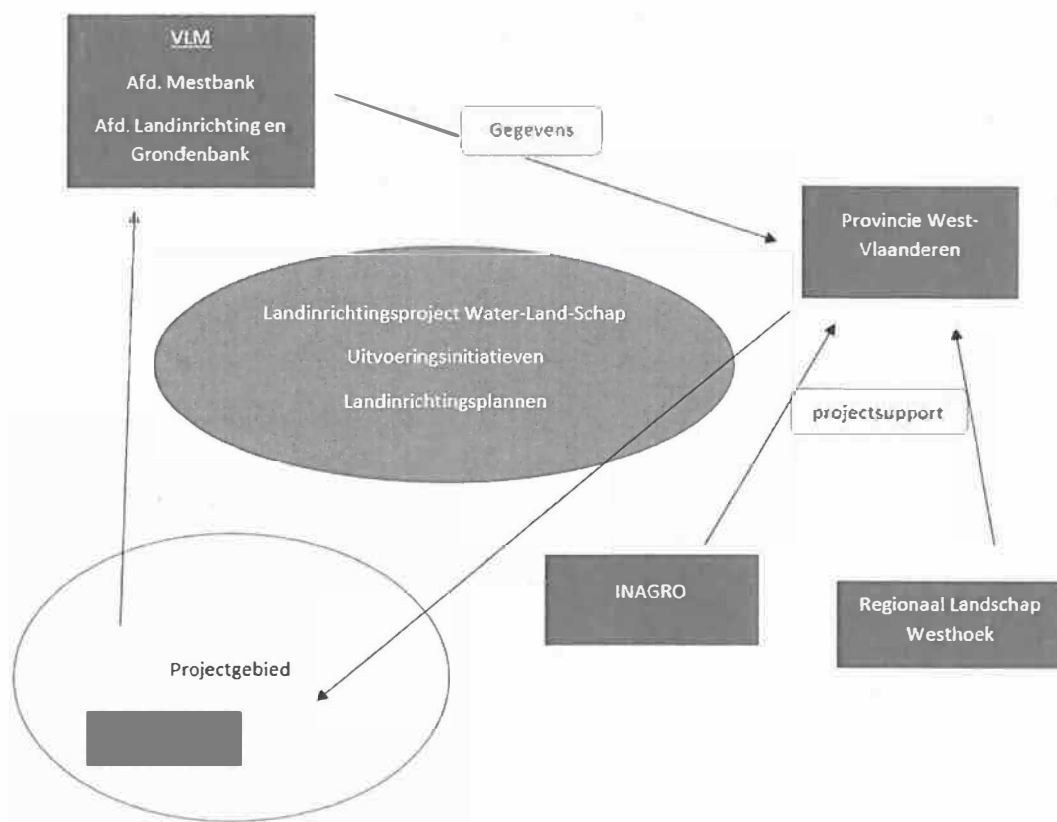 VLM
Afd. Mestbank
Afd. Landinrichting en
Grondenbank
Gegevens
Provincie West-
Vlaanderen
Landinrichtingsproject Water-Land-Schap
Uitvoeringsinitiatieven
Landinrichtingsplannen
projectsupport
INAGRO
Regionaal Landschap
Westhoek
Projectgebied